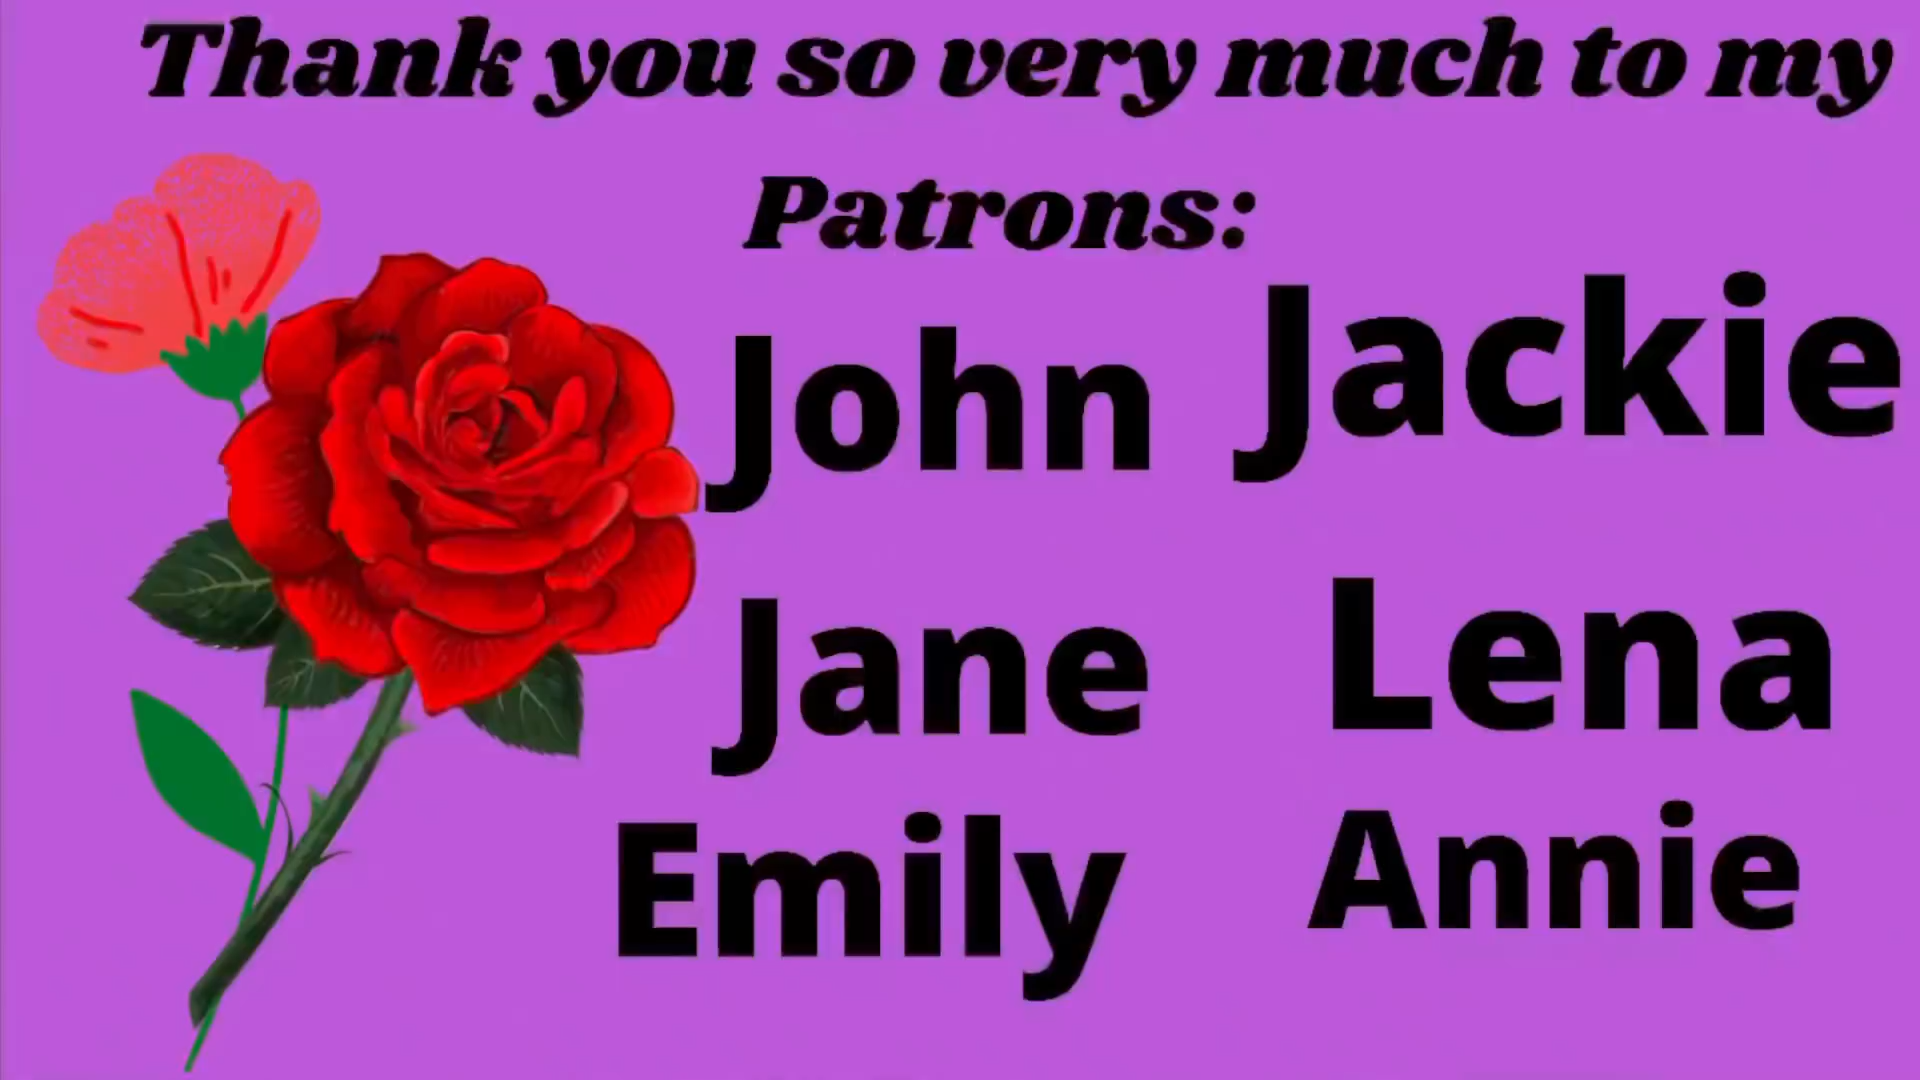 Thank you so very much to my
Patrons:
John Jackie
Jane Lena
Emily Annie